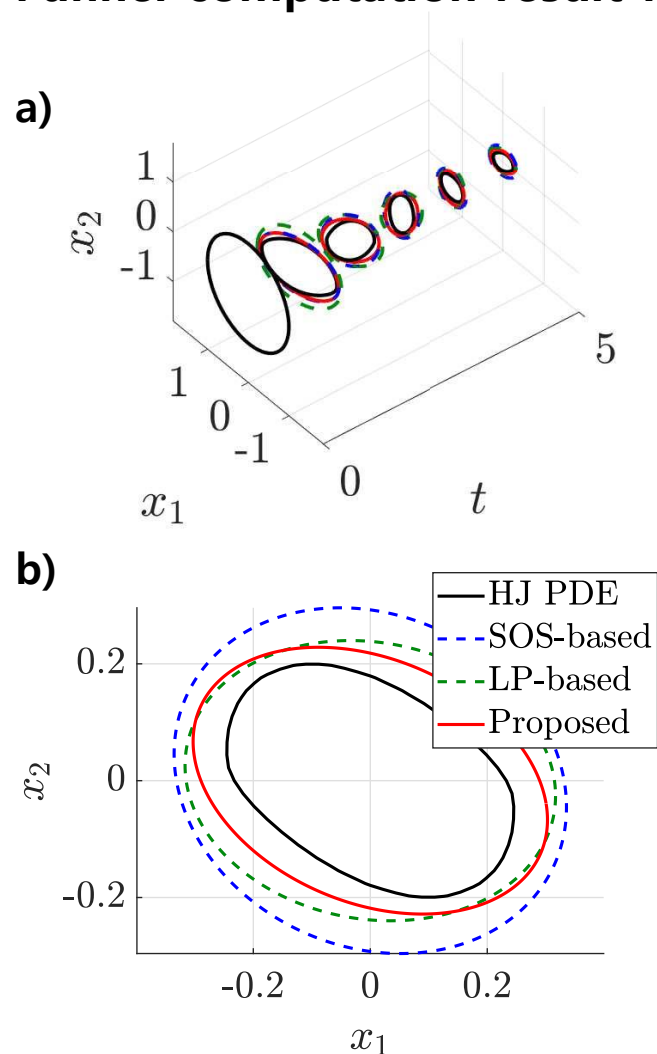 a)
1
0
-1
x2
1
0
-1
x1
0
5
t
b)
HJ PDE
SOS-based
LP-based
Proposed
0.2
0
-0.2
x2
-0.2
0
0.2
x1